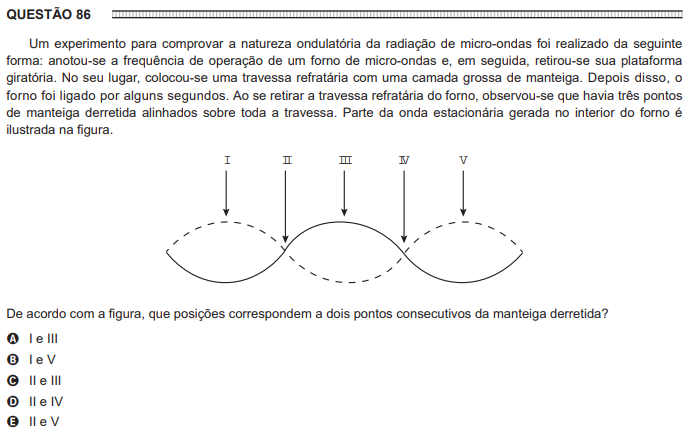 QUESTÃO 86
Um experimento para comprovar a natureza ondulatória da radiação de micro-ondas foi realizado da seguinte
forma: anotou-se a frequência de operação de um forno de micro-ondas e, em seguida, retirou-se sua plataforma
giratória. No seu lugar, colocou-se uma travessa refratária com uma camada grossa de manteiga. Depois disso, o
forno foi ligado por alguns segundos. Ao se retirar a travessa refratária do forno, observou-se que havia três pontos
de manteiga derretida alinhados sobre toda a travessa. Parte da onda estacionária gerada no interior do forno é
ilustrada na figura.
I II III IV V
De acordo com a figura, que posições correspondem a dois pontos consecutivos da manteiga derretida?
A I e III
B I e V
C II e III
D II e IV
E II e V